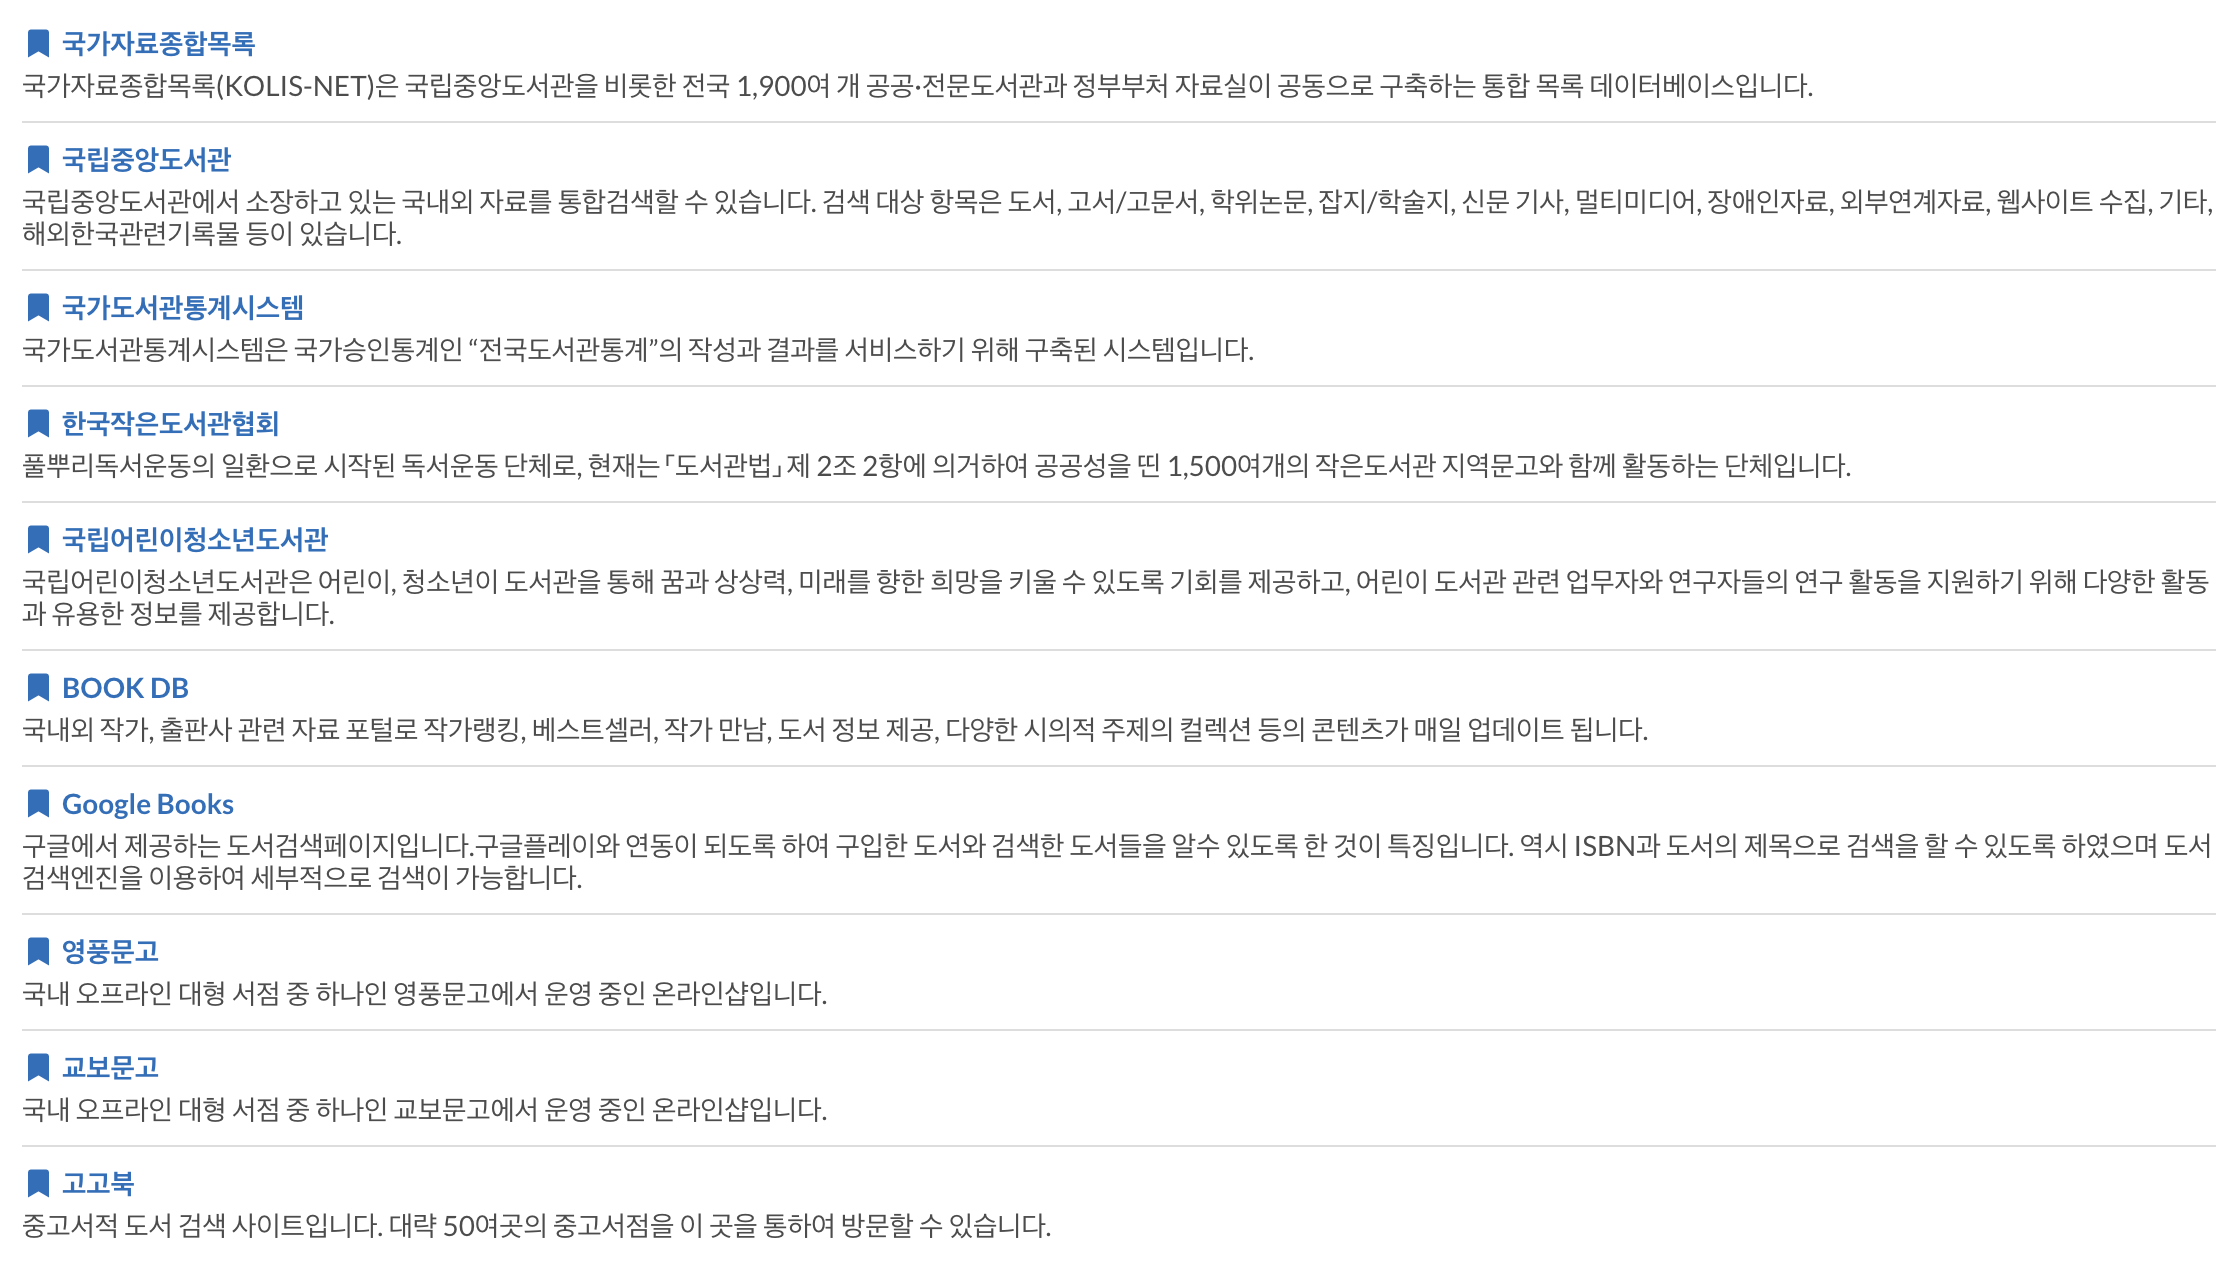 국가자료종합목록
국가자료종합목록(KOLIS-NET)은 국립중앙도서관을 비롯한 전국 1,900여 개 공공·전문도서관과 정부부처 자료실이 공동으로 구축하는 통합 목록 데이터베이스입니다.
국립중앙도서관
국립중앙도서관에서 소장하고 있는 국내외 자료를 통합검색할 수 있습니다. 검색 대상 항목은 도서, 고서/고문서, 학위논문, 잡지/학술지, 신문 기사, 멀티미디어, 장애인자료, 외부연계자료, 웹사이트 수집, 기타,
해외한국관련기록물 등이 있습니다.
국가도서관통계시스템
국가도서관통계시스템은 국가승인통계인 “전국도서관통계”의 작성과 결과를 서비스하기 위해 구축된 시스템입니다.
한국작은도서관협회
풀뿌리독서운동의 일환으로 시작된 독서운동 단체로, 현재는 ｢도서관법｣ 제 2조 2항에 의거하여 공공성을 띤 1,500여개의 작은도서관 지역문고와 함께 활동하는 단체입니다.
국립어린이청소년도서관
국립어린이청소년도서관은 어린이, 청소년이 도서관을 통해 꿈과 상상력, 미래를 향한 희망을 키울 수 있도록 기회를 제공하고, 어린이 도서관 관련 업무자와 연구자들의 연구 활동을 지원하기 위해 다양한 활동
과 유용한 정보를 제공합니다.
BOOK DB
국내외 작가, 출판사 관련 자료 포털로 작가랭킹, 베스트셀러, 작가 만남, 도서 정보 제공, 다양한 시의적 주제의 컬렉션 등의 콘텐츠가 매일 업데이트 됩니다.
Google Books
구글에서 제공하는 도서검색페이지입니다.구글플레이와 연동이 되도록 하여 구입한 도서와 검색한 도서들을 알수 있도록 한 것이 특징입니다. 역시 ISBN과 도서의 제목으로 검색을 할 수 있도록 하였으며 도서
검색엔진을 이용하여 세부적으로 검색이 가능합니다.
영풍문고
국내 오프라인 대형 서점 중 하나인 영풍문고에서 운영 중인 온라인샵입니다.
교보문고
국내 오프라인 대형 서점 중 하나인 교보문고에서 운영 중인 온라인샵입니다.
고고북
중고서적 도서 검색 사이트입니다. 대략 50여곳의 중고서점을 이 곳을 통하여 방문할 수 있습니다.